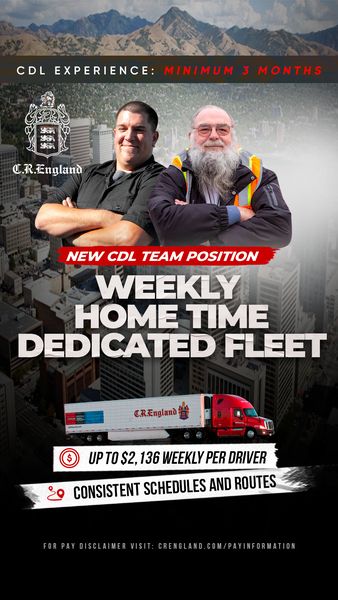 CDL EXPERIENCE: MINIMUM 3 MONTHS
C.R.England
NEW CDL TEAM POSITION
WEEKLY
HOME TIME
DEDICATED FLEET
C.R.England
UP TO $2,136 WEEKLY PER DRIVER
CONSISTENT SCHEDULES AND ROUTES
FOR PAY DISCLAIMER VISIT: CRENGLAND.COM/PAYINFORMATION